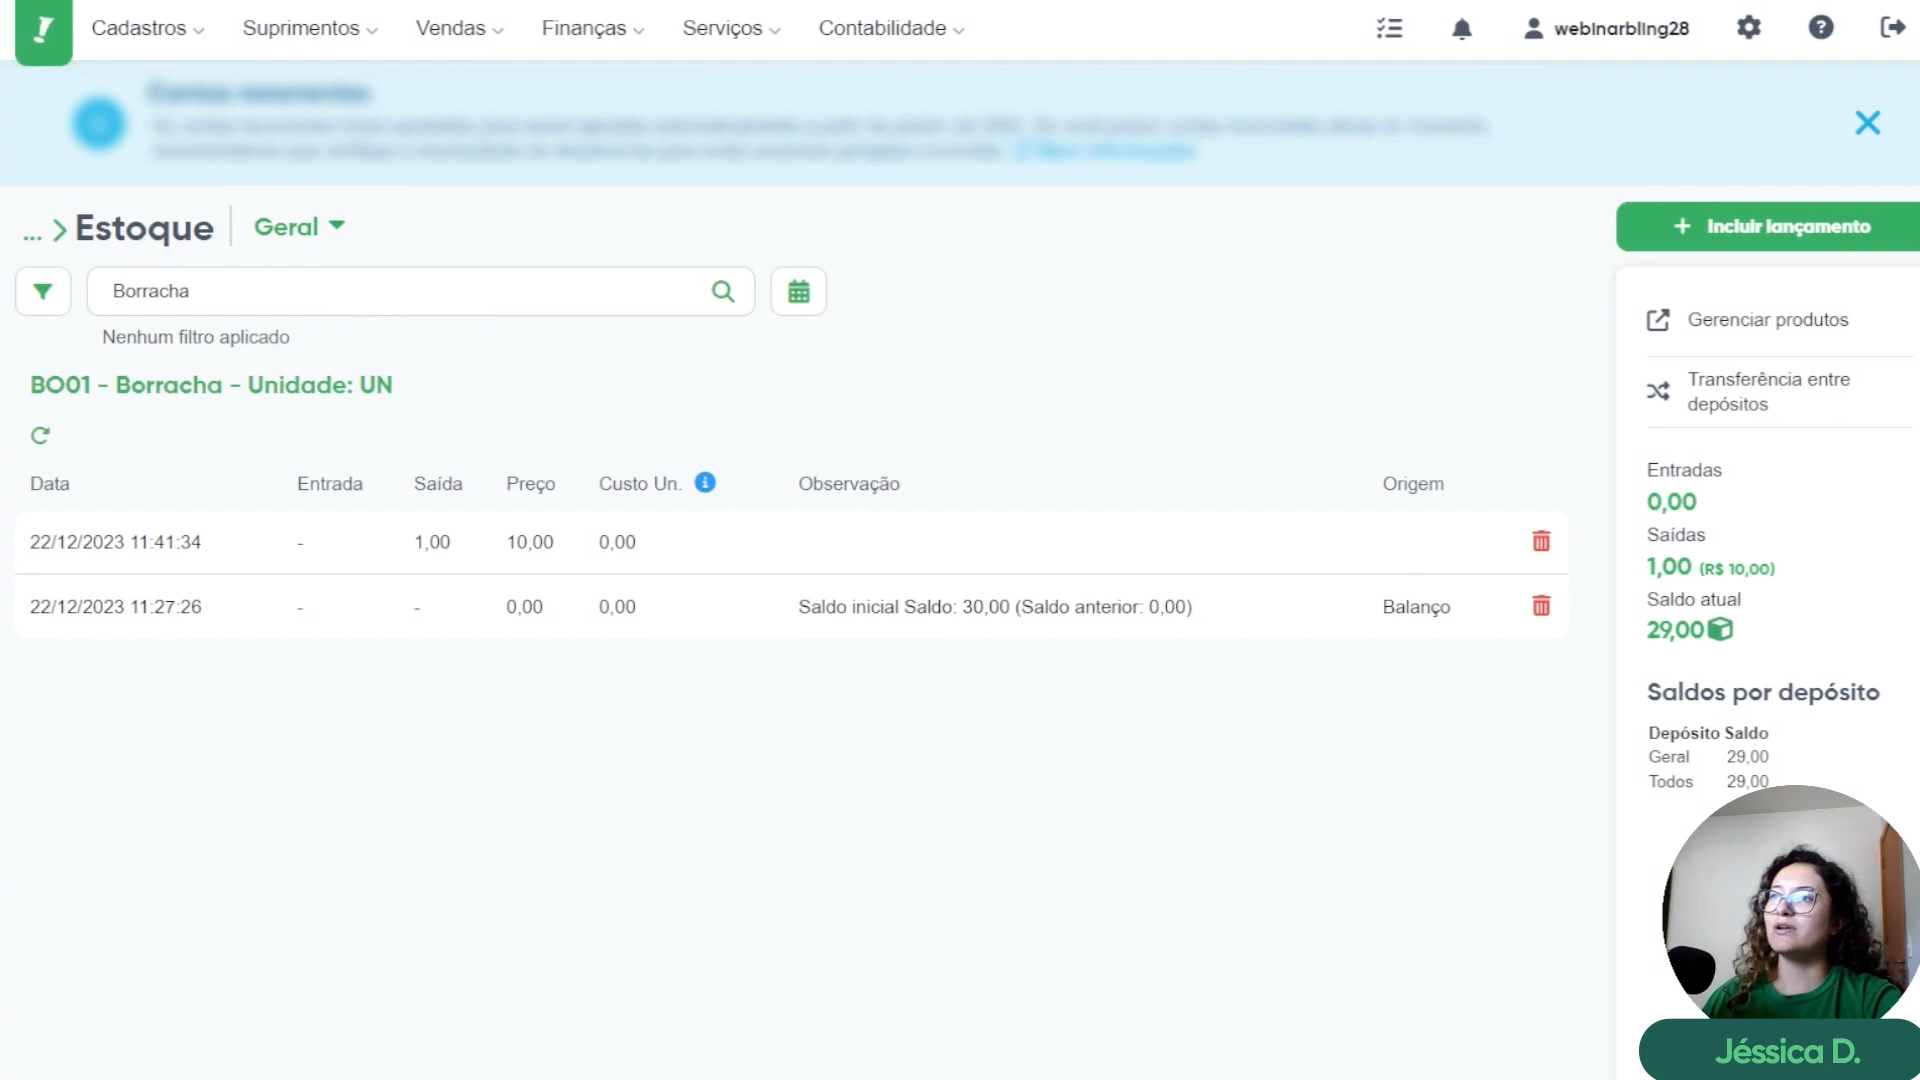 Cadastros
Suprimentos
Vendas
Finanças
Serviços
Contabilidade
webinarbling28
... Estoque
Geral
Incluir lançamento
Borracha
Nenhum filtro aplicado
BO01 - Borracha - Unidade: UN
Data Entrada Saída Preço Custo Un. Observação Origem
22/12/2023 11:41:34 - 1,00 10,00 0,00
22/12/2023 11:27:26 - - 0,00 0,00 Saldo inicial Saldo: 30,00 (Saldo anterior: 0,00) Balanço
Gerenciar produtos
Transferência entre
depósitos
Entradas
0,00
Saídas
1,00 (R$ 10,00)
Saldo atual
29,00
Saldos por depósito
Depósito Saldo
Geral 29,00
Todos 29,00
Jéssica D.